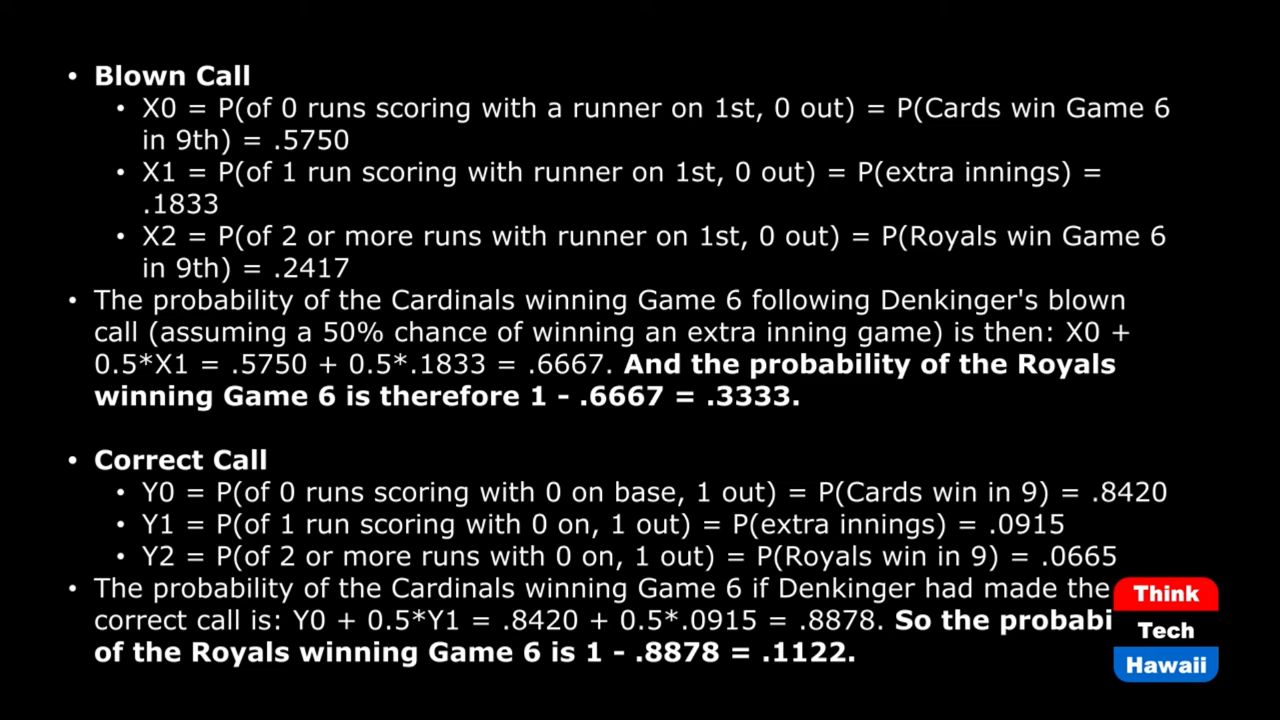 • Blown Call
• X0 = P(of 0 runs scoring with a runner on 1st, 0 out) = P(Cards win Game 6
in 9th) = .5750
• X1 = P(of 1 run scoring with runner on 1st, 0 out) = P(extra innings) =
.1833
• X2 = P(of 2 or more runs with runner on 1st, 0 out) = P(Royals win Game 6
in 9th) = .2417
• The probability of the Cardinals winning Game 6 following Denkinger's blown
call (assuming a 50% chance of winning an extra inning game) is then: X0 +
0.5*X1 = .5750 + 0.5*.1833 = .6667. And the probability of the Royals
winning Game 6 is therefore 1 - .6667 = .3333.
• Correct Call
• Y0 = P(of 0 runs scoring with 0 on base, 1 out) = P(Cards win in 9) = .8420
• Y1 = P(of 1 run scoring with 0 on, 1 out) = P(extra innings) = .0915
• Y2 = P(of 2 or more runs with 0 on, 1 out) = P(Royals win in 9) = .0665
• The probability of the Cardinals winning Game 6 if Denkinger had made the
correct call is: Y0 + 0.5*Y1 = .8420 + 0.5*.0915 = .8878. So the probabi
of the Royals winning Game 6 is 1 - .8878 = .1122.
Think
Tech
Hawaii